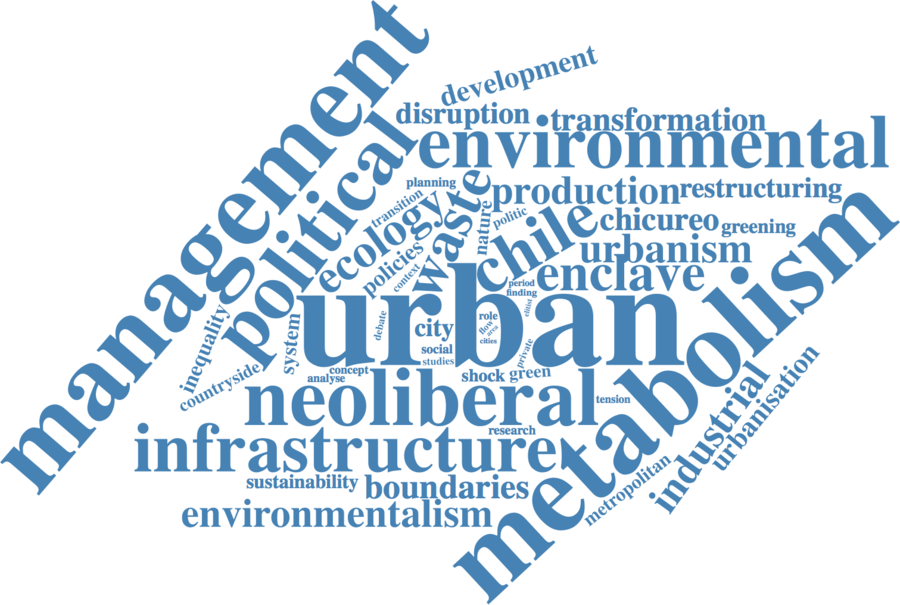 management
political
development
disruption
transformation
environmental
planning
waste
production
restructuring
transition
ecology
nature
politic
chile
chicureo
greening
policies
context
urbanism
enclave
metabolism
urban
period
finding
elitist
inequality
system
debate
city
role
flow
area
cities
social
studies
private
countryside
concept
analyse
shock
green
neoliberal
tension
industrial
urbanisation
research
infrastructure
metropolitan
sustainability
boundaries
environmentalism